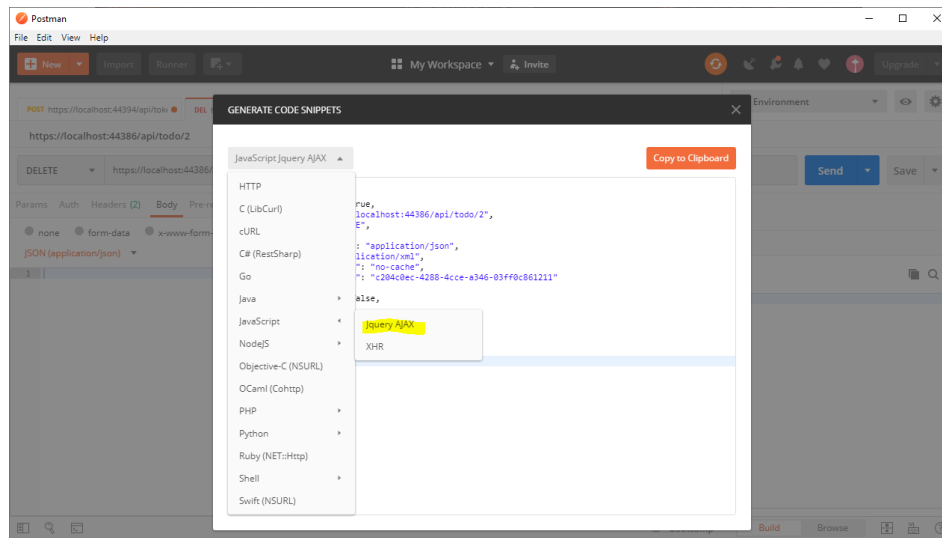 Postman
File Edit View Help
New Import Runner My Workspace Invite Upgrade
POST https://localhost:44394/api/tok DEL Environment
GENERATE CODE SNIPPETS
https://localhost:44386/api/todo/2
JavaScript Jquery AJAX Copy to Clipboard
DELETE https://localhost:44386/ Send Save
HTTP
rue,
Params Auth Headers (2) Body Pre-re
C (LibCurl) localhost:44386/api/todo/2",
E",
none form-data x-www-form-
cURL
: "application/json",
JSON (application/json) C# (RestSharp) lication/xml",
": "no-cache",
1 Go ": "c204c0ec-4288-4cce-a346-03ff0c861211"
Java alse,
JavaScript Jquery AJAX
NodeJS XHR
Objective-C (NSURL)
OCaml (Cohttp)
PHP
Python
Ruby (NET::Http)
Shell
Swift (NSURL)
Build Browse